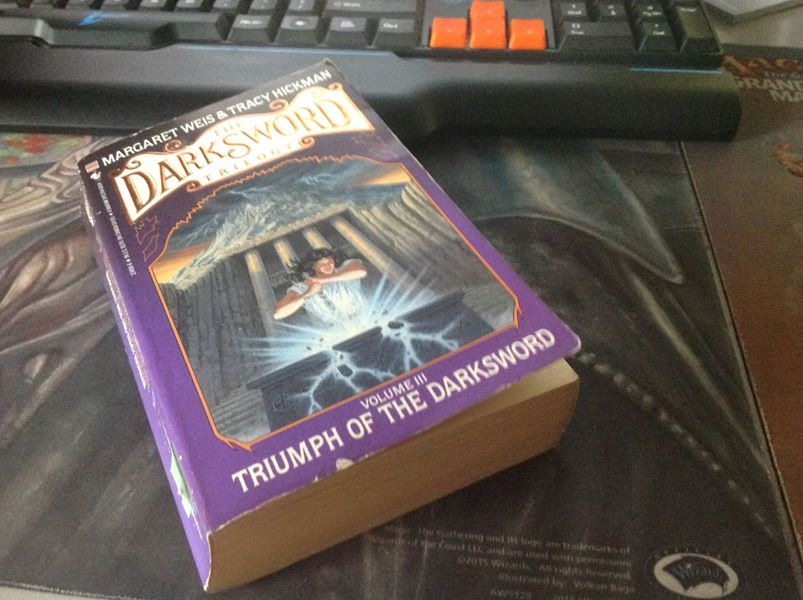 MARGARET WEIS & TRACY HICKMAN
THE
DARKSWORD
TRILOGY
VOLUME III
TRIUMPH OF THE DARKSWORD
Magic: The Gathering and its logo are trademarks of
Wizards of the Coast LLC and are used with permission.
©2015 Wizards. All rights reserved.
Illustrated by: Volkan Baga